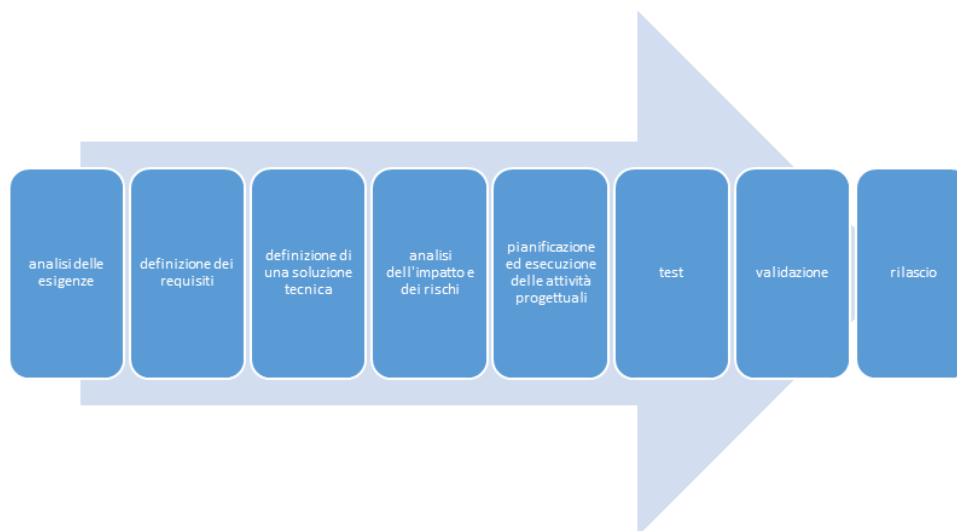 analisi delle
esigenze
definizione dei
requisiti
definizione di
una soluzione
tecnica
analisi
dell'impatto e
dei rischi
pianificazione
ed esecuzione
delle attività
progettuali
test
validazione
rilascio